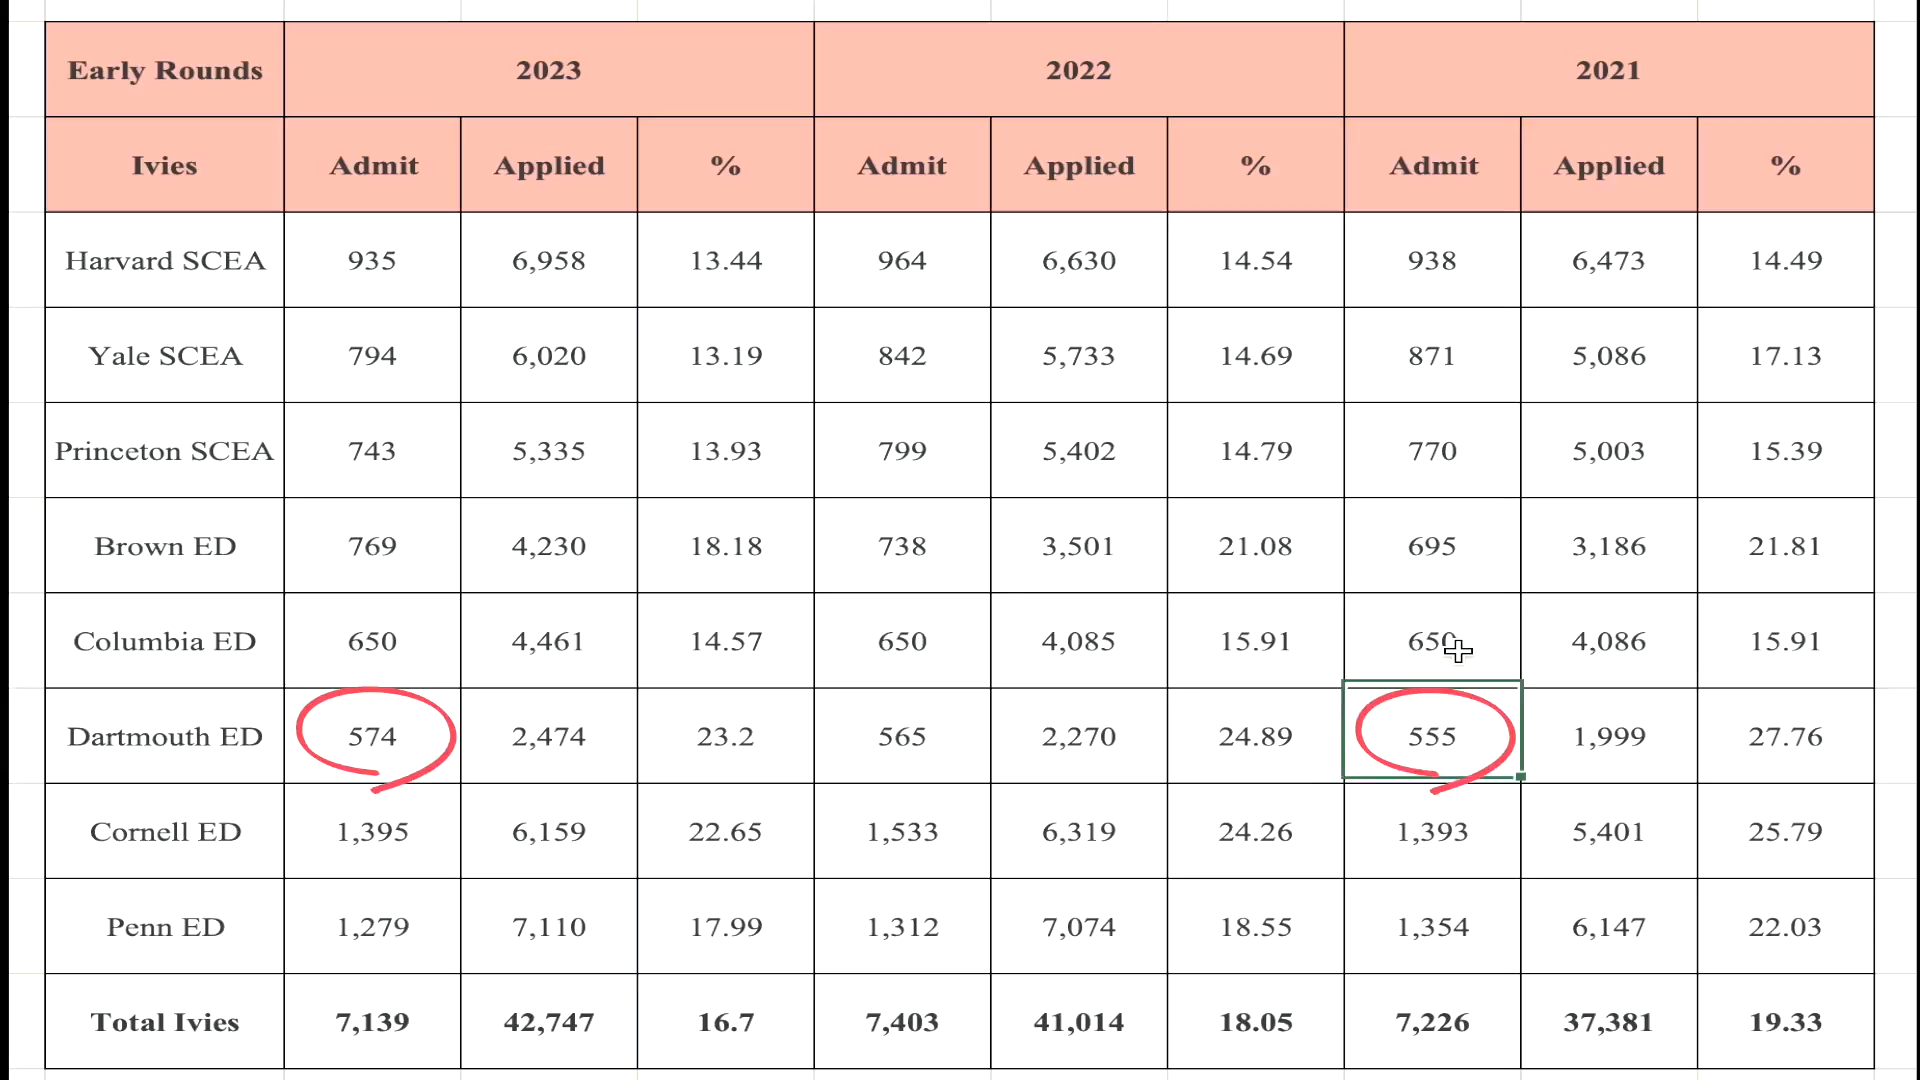 Early Rounds 2023 2022 2021
Ivies Admit Applied % Admit Applied % Admit Applied %
Harvard SCEA 935 6,958 13.44 964 6,630 14.54 938 6,473 14.49
Yale SCEA 794 6,020 13.19 842 5,733 14.69 871 5,086 17.13
Princeton SCEA 743 5,335 13.93 799 5,402 14.79 770 5,003 15.39
Brown ED 769 4,230 18.18 738 3,501 21.08 695 3,186 21.81
Columbia ED 650 4,461 14.57 650 4,085 15.91 650 4,086 15.91
Dartmouth ED 574 2,474 23.2 565 2,270 24.89 555 1,999 27.76
Cornell ED 1,395 6,159 22.65 1,533 6,319 24.26 1,393 5,401 25.79
Penn ED 1,279 7,110 17.99 1,312 7,074 18.55 1,354 6,147 22.03
Total Ivies 7,139 42,747 16.7 7,403 41,014 18.05 7,226 37,381 19.33